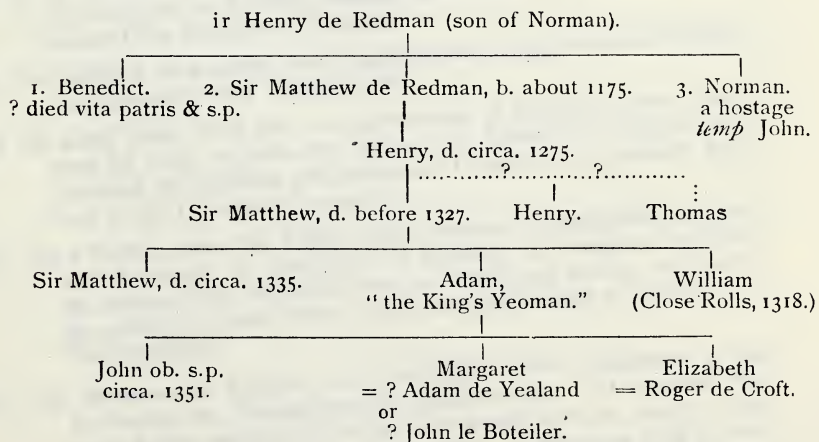 ir Henry de Redman (son of Norman).
1. Benedict. 2. Sir Matthew de Redman, b. about 1175. 3. Norman.
? died vita patris & s.p. a hostage
temp John.
Henry, d. circa. 1275.
? ?
Sir Matthew, d. before 1327. Henry. Thomas
Sir Matthew, d. circa. 1335. Adam, William
"the King's Yeoman." (Close Rolls, 1318.)
John ob. s.p. Margaret Elizabeth
circa. 1351. = ? Adam de Yealand = Roger de Croft.
or
? John le Boteiler.